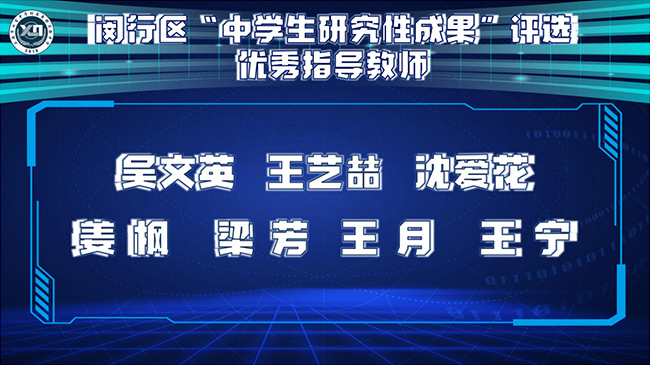 闵行区“中学生研究性成果”评选
优秀指导教师
吴文英 王艺喆 沈爱花
姜枫 梁芳 王月 王宁